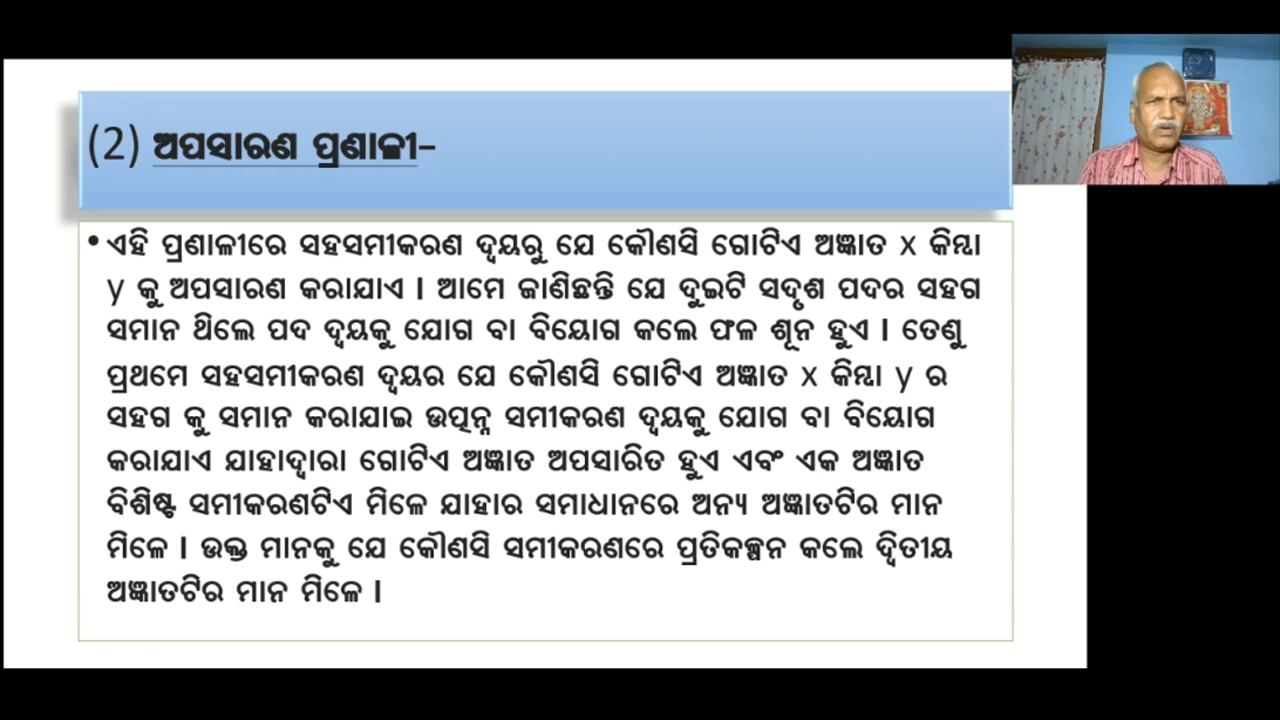 (2) ଅପସାରଣ ପ୍ରଣାଳୀ–
• ଏହି ପ୍ରଣାଳୀରେ ସହସମୀକରଣ ଦ୍ୱୟରୁ ଯେ କୌଣସି ଗୋଟିଏ ଅଜ୍ଞାତ x କିମ୍ବା
y କୁ ଅପସାରଣ କରାଯାଏ । ଆମେ ଜାଣିଛନ୍ତି ଯେ ଦୁଇଟି ସଦୃଶ ପଦର ସହଗ
ସମାନ ଥିଲେ ପଦ ଦ୍ୱୟକୁ ଯୋଗ ବା ବିୟୋଗ କଲେ ଫଳ ଶୂନ ହୁଏ । ତେଣୁ
ପ୍ରଥମେ ସହସମୀକରଣ ଦ୍ୱୟର ଯେ କୌଣସି ଗୋଟିଏ ଅଜ୍ଞାତ x କିମ୍ବା y ର
ସହଗ କୁ ସମାନ କରାଯାଇ ଉତ୍ପନ୍ନ ସମୀକରଣ ଦ୍ୱୟକୁ ଯୋଗ ବା ବିୟୋଗ
କରାଯାଏ ଯାହାଦ୍ୱାରା ଗୋଟିଏ ଅଜ୍ଞାତ ଅପସାରିତ ହୁଏ ଏବଂ ଏକ ଅଜ୍ଞାତ
ବିଶିଷ୍ଟ ସମୀକରଣଟିଏ ମିଳେ ଯାହାର ସମାଧାନରେ ଅନ୍ୟ ଅଜ୍ଞାତଟିର ମାନ
ମିଳେ । ଉକ୍ତ ମାନକୁ ଯେ କୌଣସି ସମୀକରଣରେ ପ୍ରତିକଳ୍ପନ କଲେ ଦ୍ୱିତୀୟ
ଅଜ୍ଞାତଟିର ମାନ ମିଳେ ।